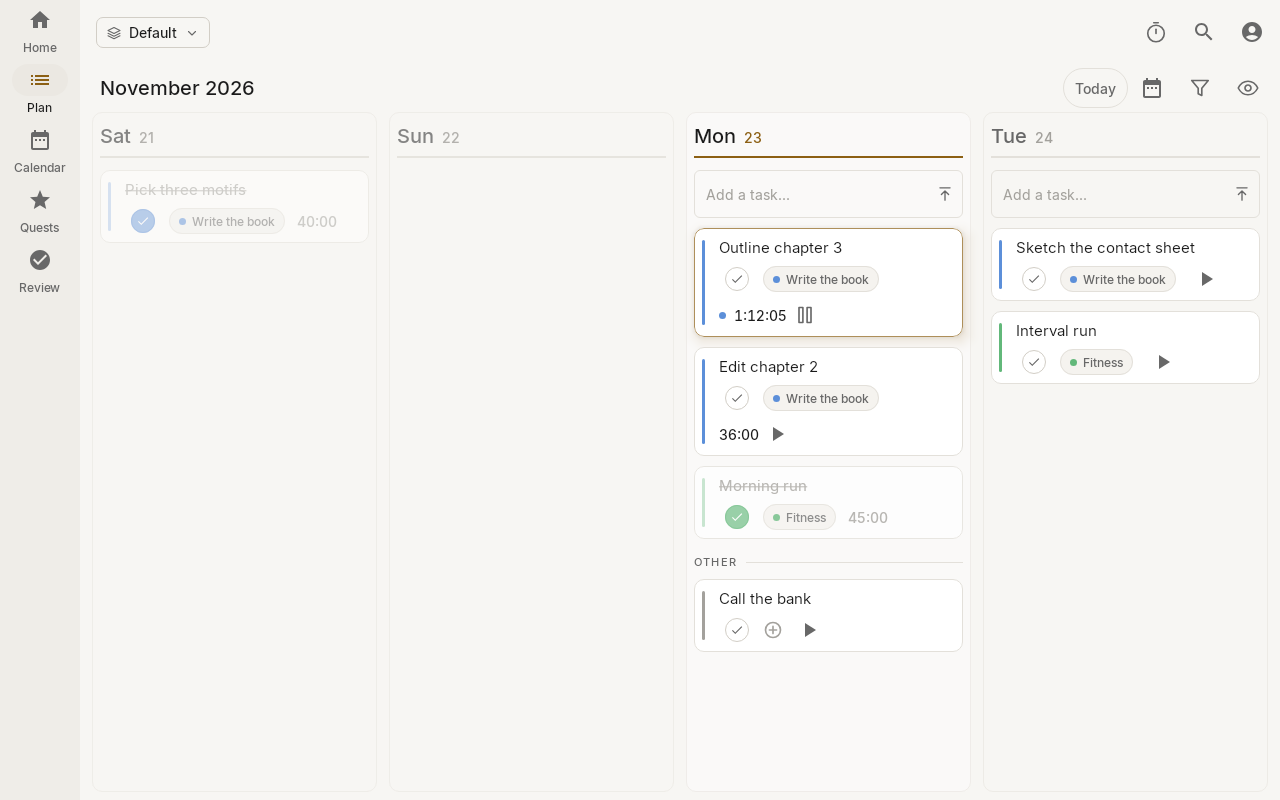 Home
Plan
Calendar
Quests
Review
Default
November 2026
Today
Sat 21
Pick three motifs
Write the book 40:00
Sun 22
Mon 23
Add a task...
Outline chapter 3
Write the book
1:12:05
Edit chapter 2
Write the book
36:00
Morning run
Fitness 45:00
OTHER
Call the bank
Tue 24
Add a task...
Sketch the contact sheet
Write the book
Interval run
Fitness